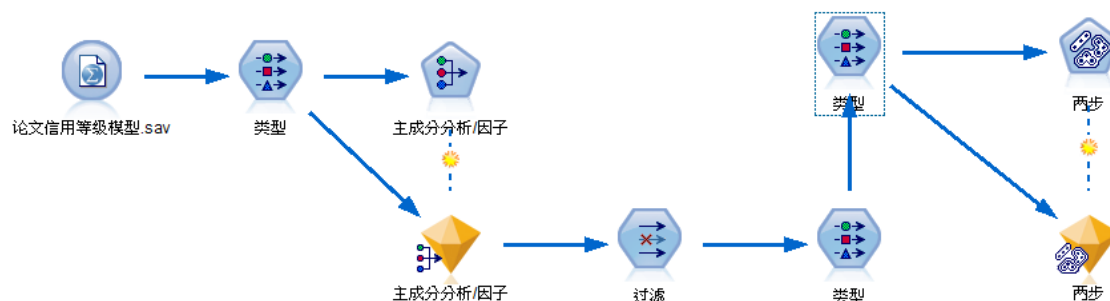 类型
两步
论文信用等级模型.sav
类型
主成分分析/因子
主成分分析/因子
过滤
类型
两步